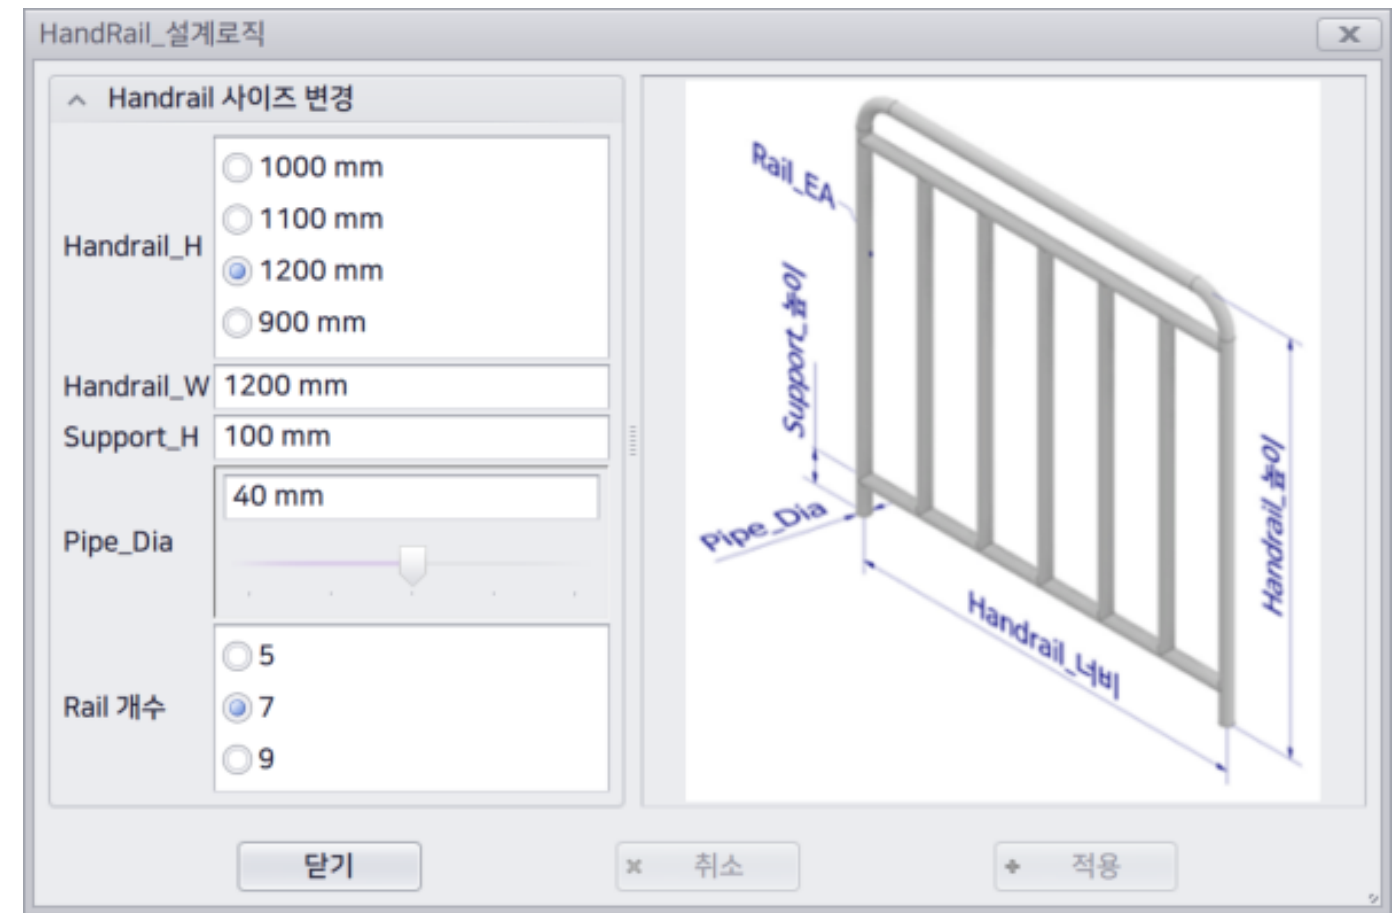 HandRail_설계로직
Handrail 사이즈 변경
Handrail_H
1000 mm
1100 mm
1200 mm
900 mm
Handrail_W
1200 mm
Support_H
100 mm
Pipe_Dia
40 mm
Rail 개수
5
7
9
Rail_EA
Support_높이
Pipe_Dia
Handrail_너비
Handrail_높이
닫기
취소
적용